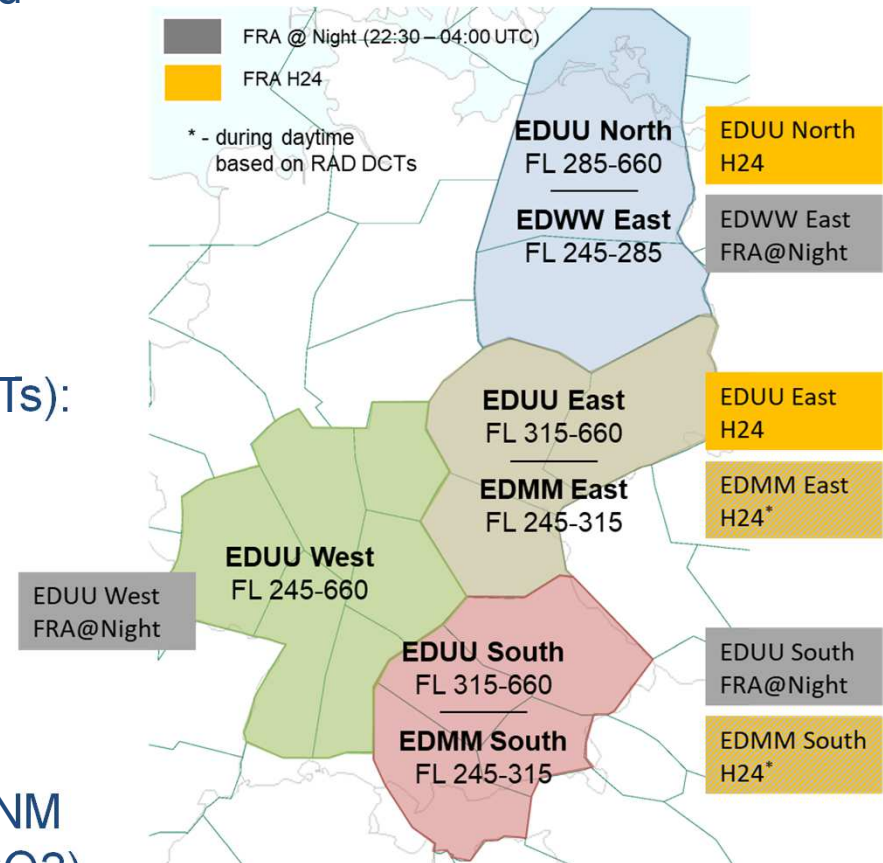 FRA @ Night (22:30 – 04:00 UTC)
FRA H24
* - during daytime
based on RAD DCTs
EDUU North
FL 285-660
EDWW East
FL 245-285
EDUU North
H24
EDWW East
FRA@Night
Ts):
EDUU East
FL 315-660
EDMM East
FL 245-315
EDUU East
H24
EDMM East
H24*
EDUU West
FL 245-660
EDUU West
FRA@Night
EDUU South
FL 315-660
EDMM South
FL 245-315
EDUU South
FRA@Night
EDMM South
H24*
NM